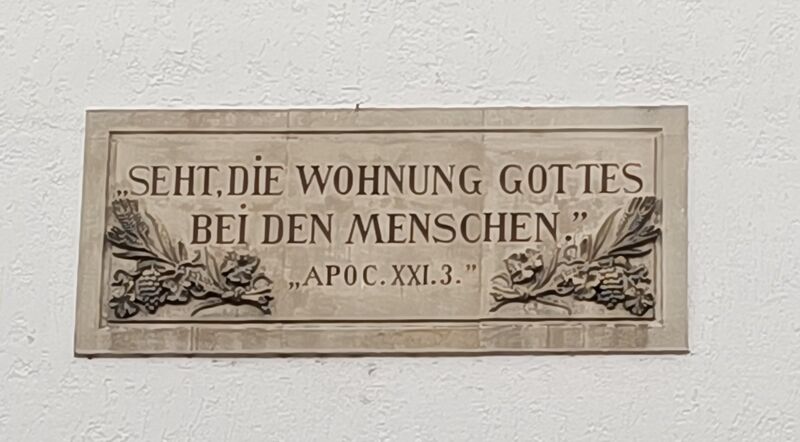 „SEHT, DiE WOHNUNG GOTTES
BEi DEN MENSCHEN.”
„APOC. XXI.3.”